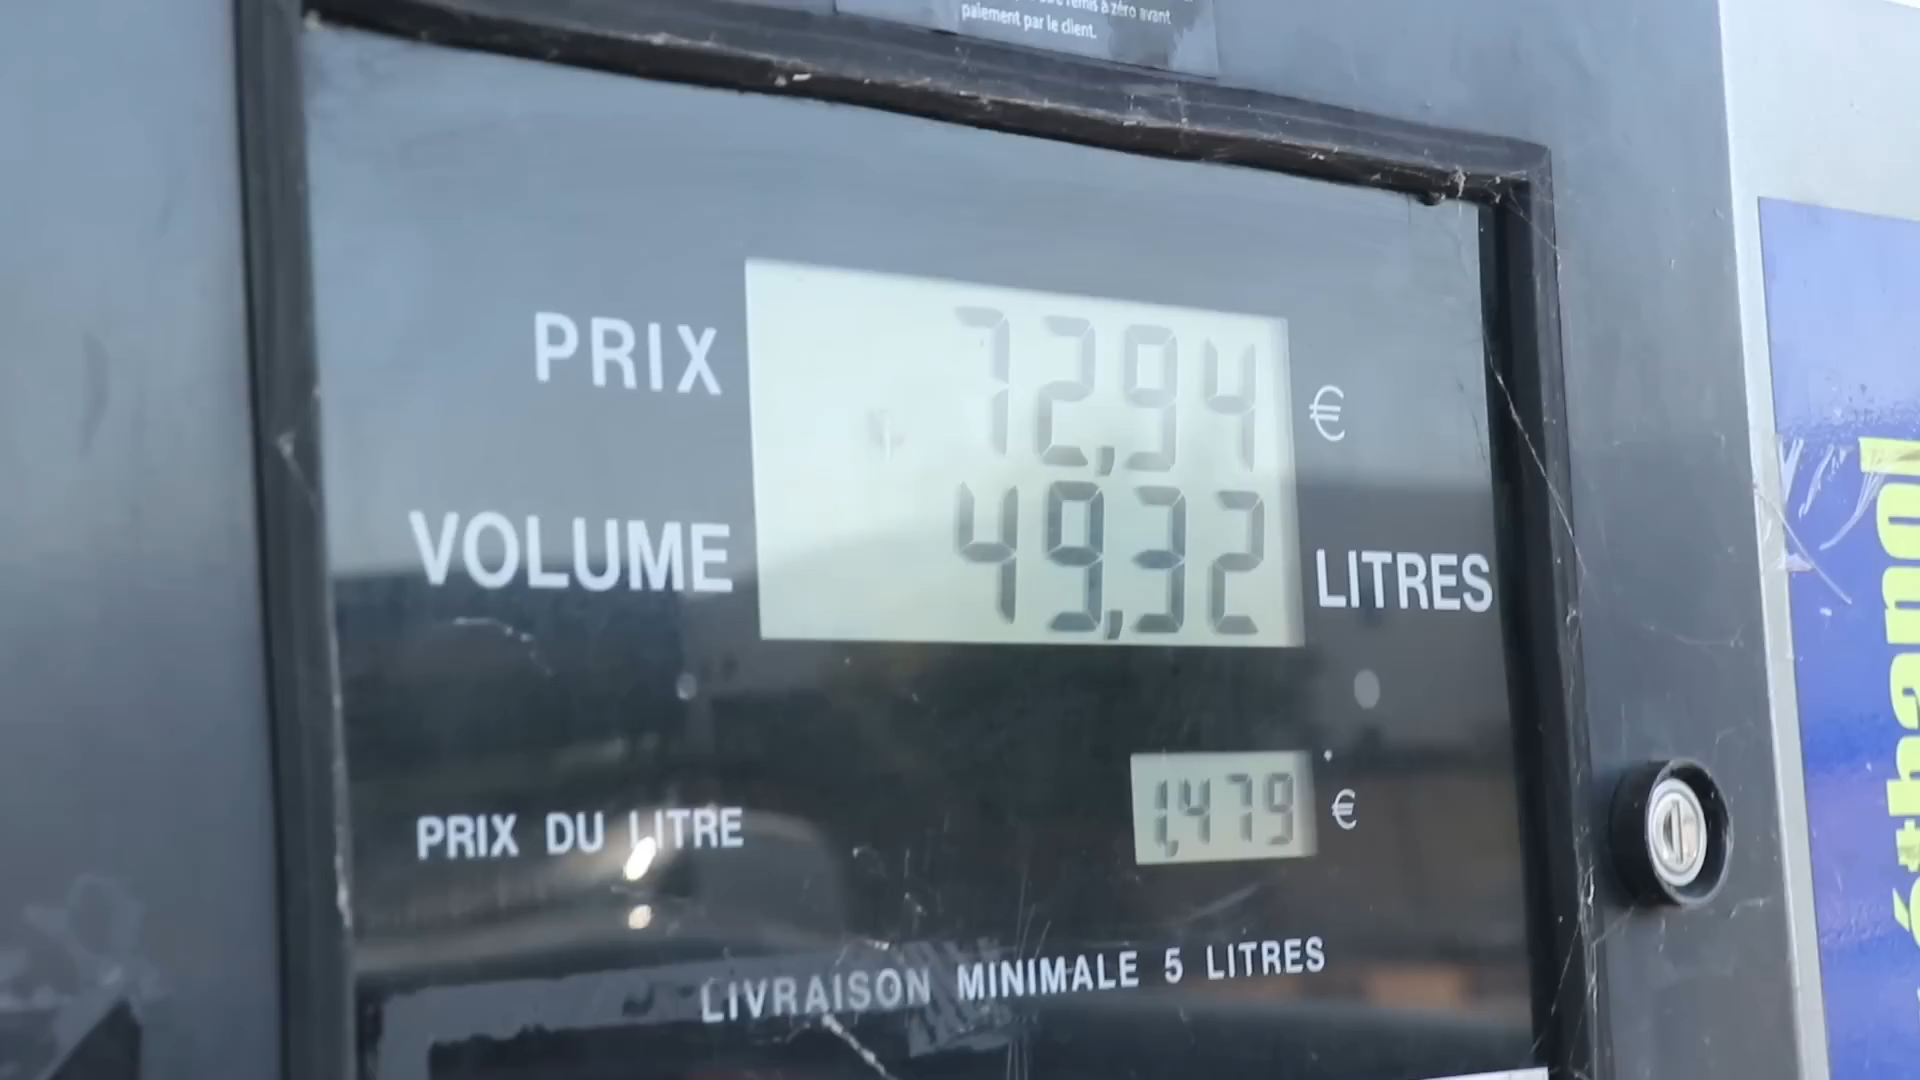 remis à zéro avant
paiement par le client.
PRIX 72,94 €
VOLUME 49,32 LITRES
PRIX DU LITRE 1,479 €
LIVRAISON MINIMALE 5 LITRES
éthanol